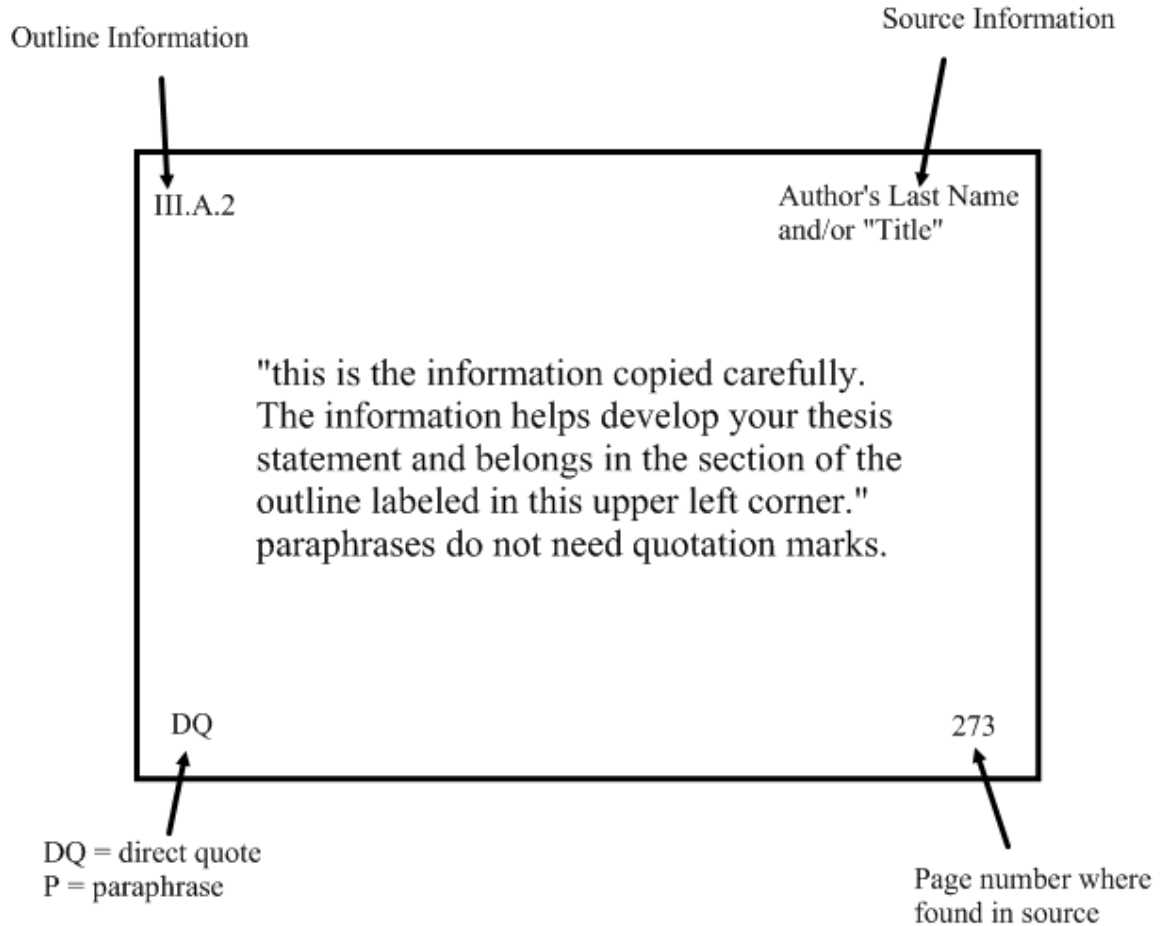 Outline Information
Source Information
III.A.2
Author's Last Name
and/or "Title"
"this is the information copied carefully.
The information helps develop your thesis
statement and belongs in the section of the
outline labeled in this upper left corner."
paraphrases do not need quotation marks.
DQ
273
DQ = direct quote
P = paraphrase
Page number where
found in source